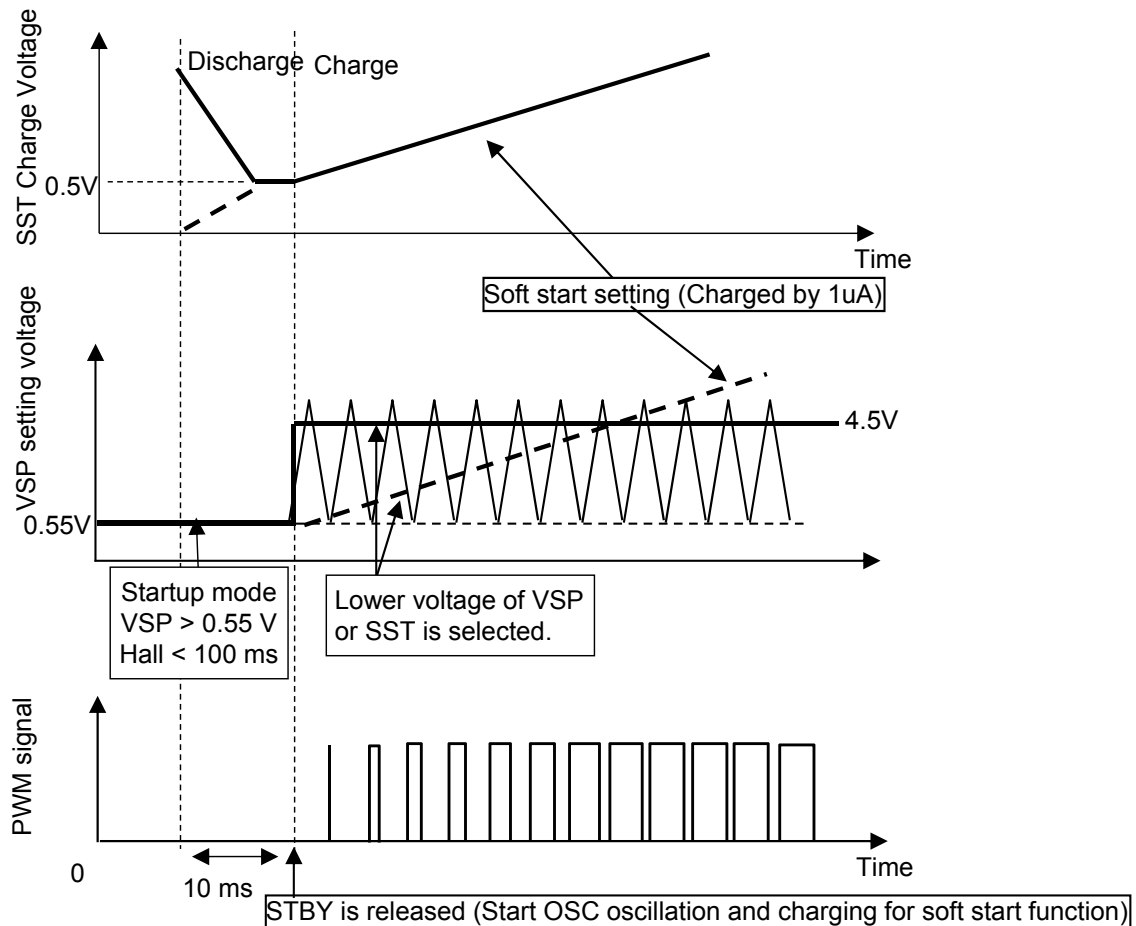 SST Charge Voltage
Discharge
Charge
0.5V
Time
Soft start setting (Charged by 1uA)
VSP setting voltage
4.5V
0.55V
Startup mode
VSP > 0.55 V
Hall < 100 ms
Lower voltage of VSP
or SST is selected.
PWM signal
0
10 ms
Time
STBY is released (Start OSC oscillation and charging for soft start function)